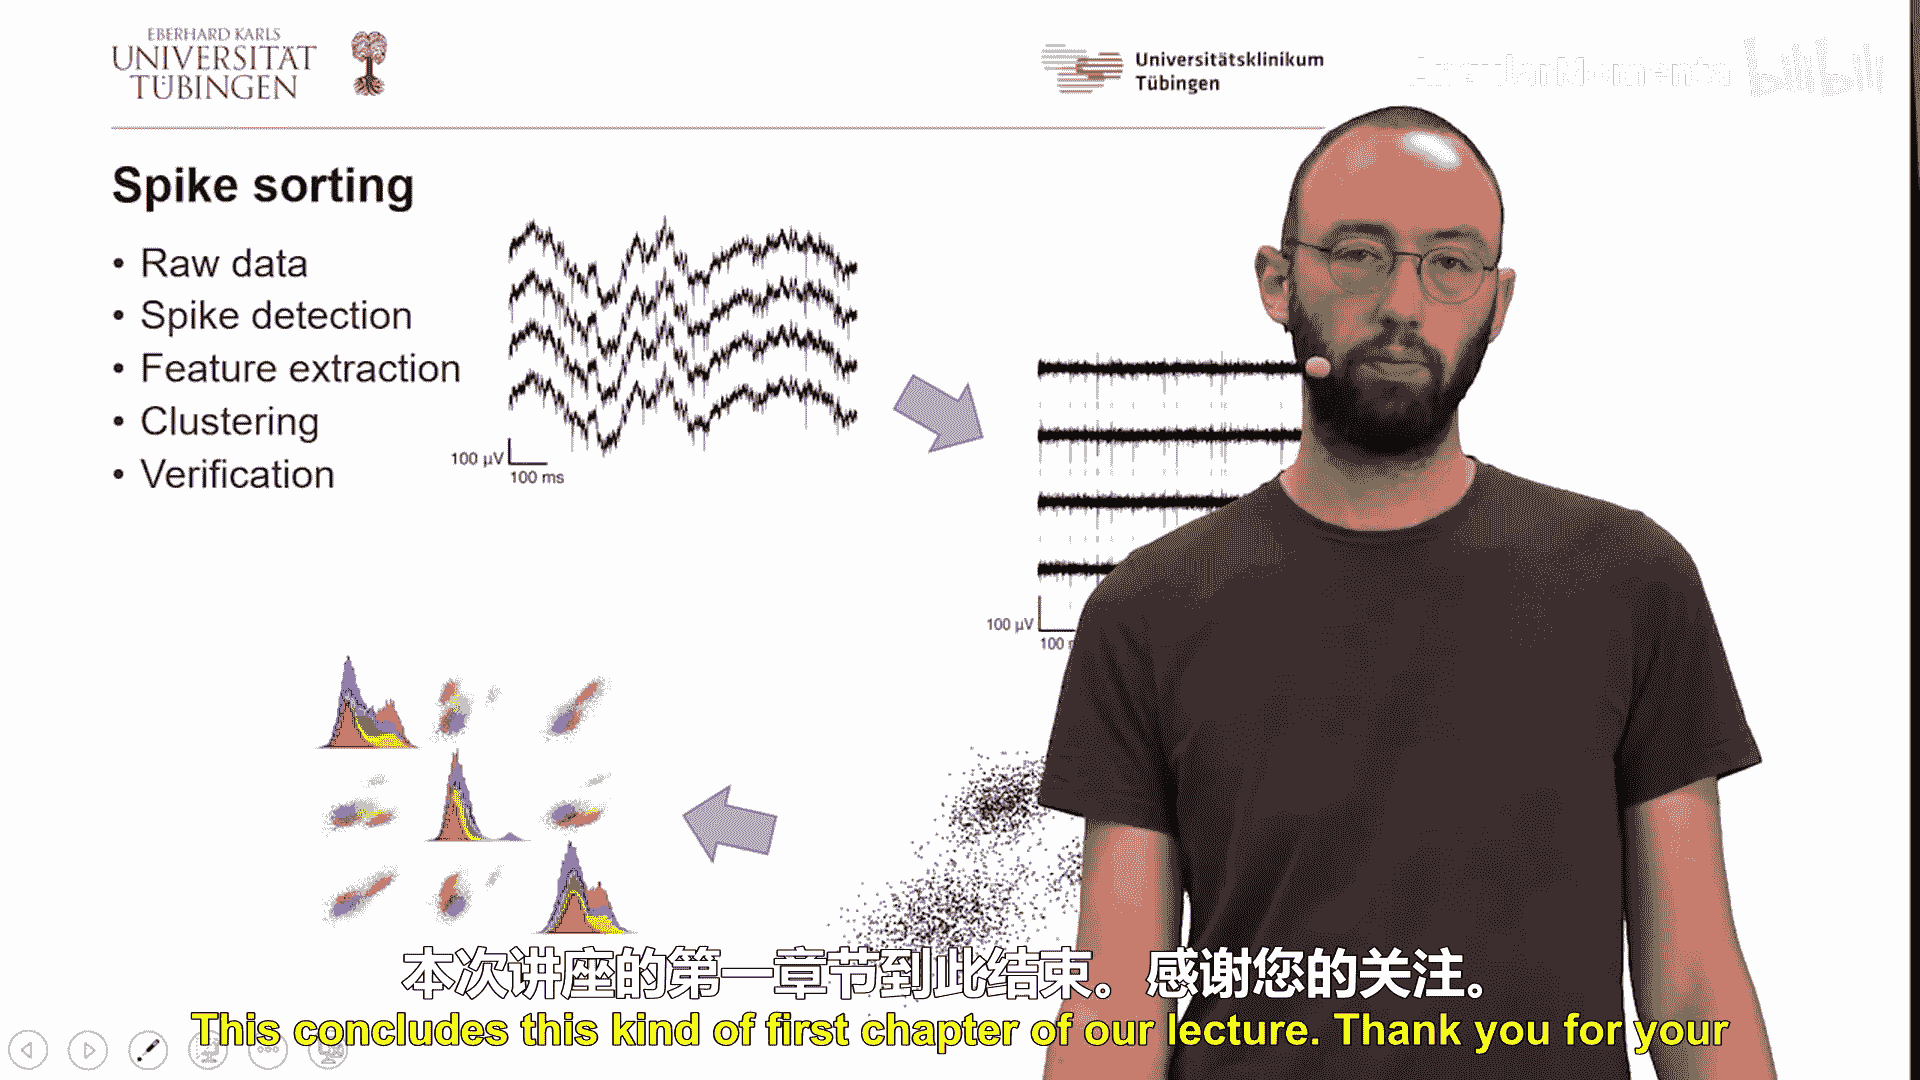 EBERHARD KARLS
UNIVERSITÄT
TÜBINGEN
Universitätsklinikum
Tübingen
bilibili
Spike sorting
• Raw data
• Spike detection
• Feature extraction
• Clustering
• Verification
100 µV
100 ms
100 µV
100
本次讲座的第一章节到此结束。感谢您的关注。
This concludes this kind of first chapter of our lecture. Thank you for your